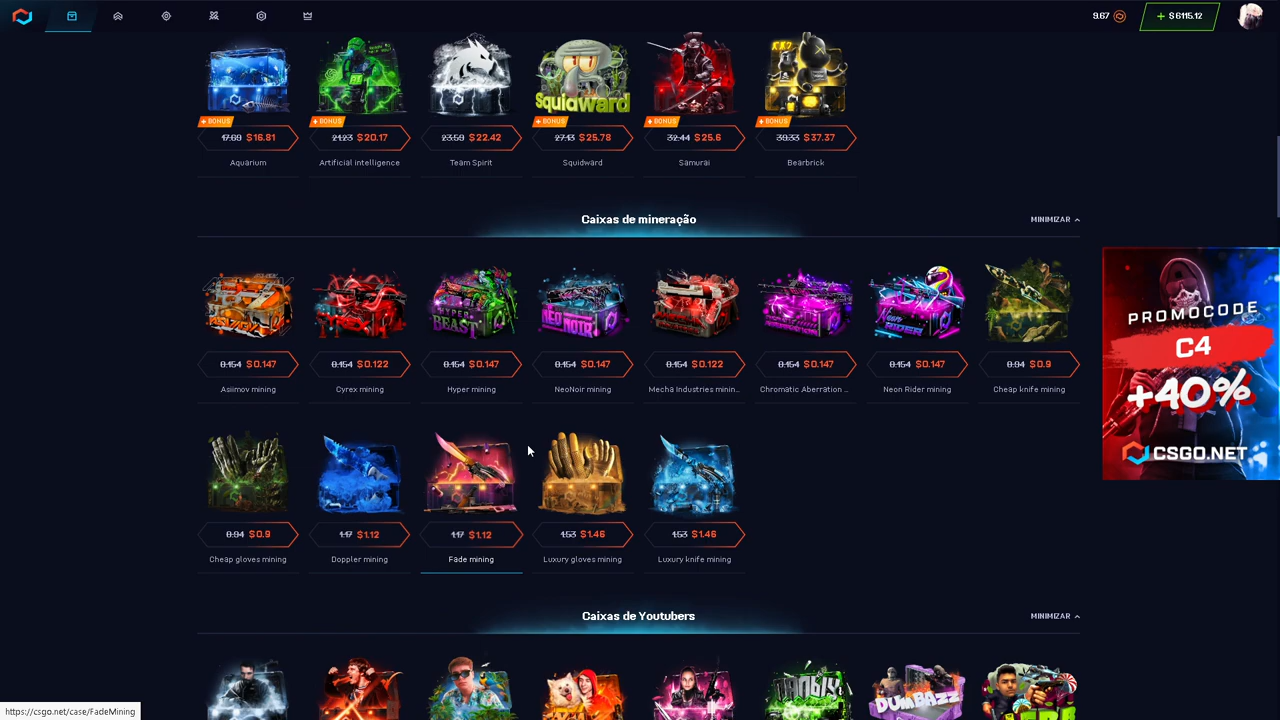 9.67
+ $ 6115.12
Squidward
+ BONUS
+ BONUS
+ BONUS
+ BONUS
+ BONUS
17.69 $16.81
21.23 $20.17
23.59 $22.42
27.13 $25.78
32.44 $25.6
39.33 $37.37
Aquarium
Artificial intelligence
Team Spirit
Squidward
Samurai
Bearbrick
Caixas de mineração
MINIMIZAR
HYPER BEAST
NEO NOIR
0.154 $0.147
0.154 $0.122
0.154 $0.147
0.154 $0.147
0.154 $0.122
0.154 $0.147
0.154 $0.147
0.94 $0.9
Asiimov mining
Cyrex mining
Hyper mining
NeoNoir mining
Mecha Industries minin...
Chromatic Aberration ...
Neon Rider mining
Cheap knife mining
PROMOCODE
C4
+40%
CSGO.NET
0.94 $0.9
1.17 $1.12
1.17 $1.12
1.53 $1.46
1.53 $1.46
Cheap gloves mining
Doppler mining
Fade mining
Luxury gloves mining
Luxury knife mining
Caixas de Youtubers
MINIMIZAR
DUMBAZZ
https://csgo.net/case/FadeMining